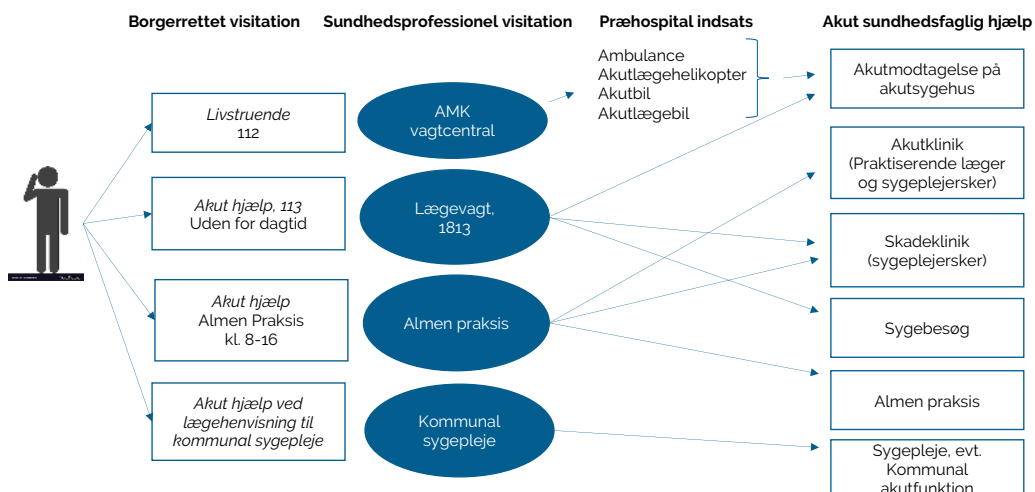 Borgerrettet visitation
Sundhedsprofessionel visitation
Præhospital indsats
Akut sundhedsfaglig hjælp
Livstruende
112
Akut hjælp, 113
Uden for dagtid
Akut hjælp
Almen Praksis
kl. 8-16
Akut hjælp ved
lægehenvisning til
kommunal sygepleje
AMK
vagtcentral
Lægevagt,
1813
Almen praksis
Kommunal
sygepleje
Ambulance
Akutlægehelikopter
Akutbil
Akutlægebil
Akutmodtagelse på
akutsygehus
Akutklinik
(Praktiserende læger
og sygeplejersker)
Skadeklinik
(sygeplejersker)
Sygebesøg
Almen praksis
Sygepleje, evt.
Kommunal
akutfunktion